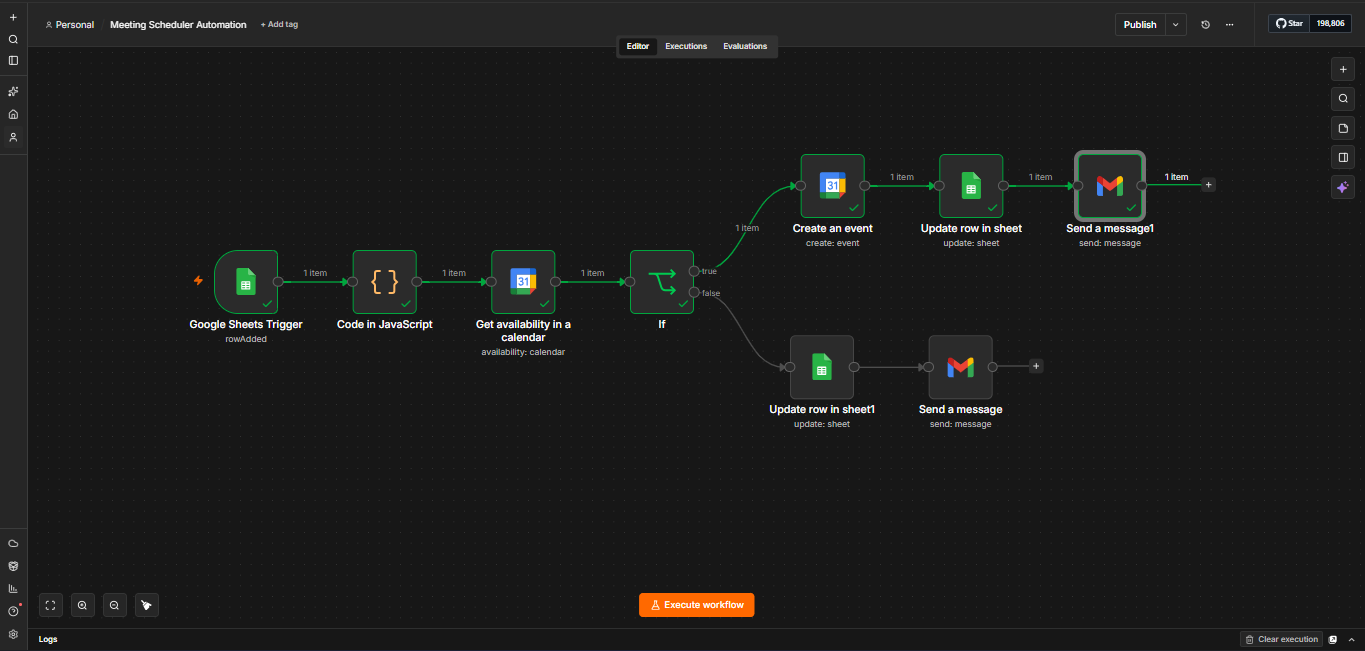 Personal / Meeting Scheduler Automation + Add tag
Publish
Star 198,806
Editor Executions Evaluations
1 item
Create an event
create: event
1 item
Update row in sheet
update: sheet
1 item
Send a message1
send: message
1 item
Google Sheets Trigger
rowAdded
1 item
Code in JavaScript
1 item
Get availability in a
calendar
availability: calendar
1 item
If
true
false
Update row in sheet1
update: sheet
Send a message
send: message
31
31
Execute workflow
Logs
Clear execution